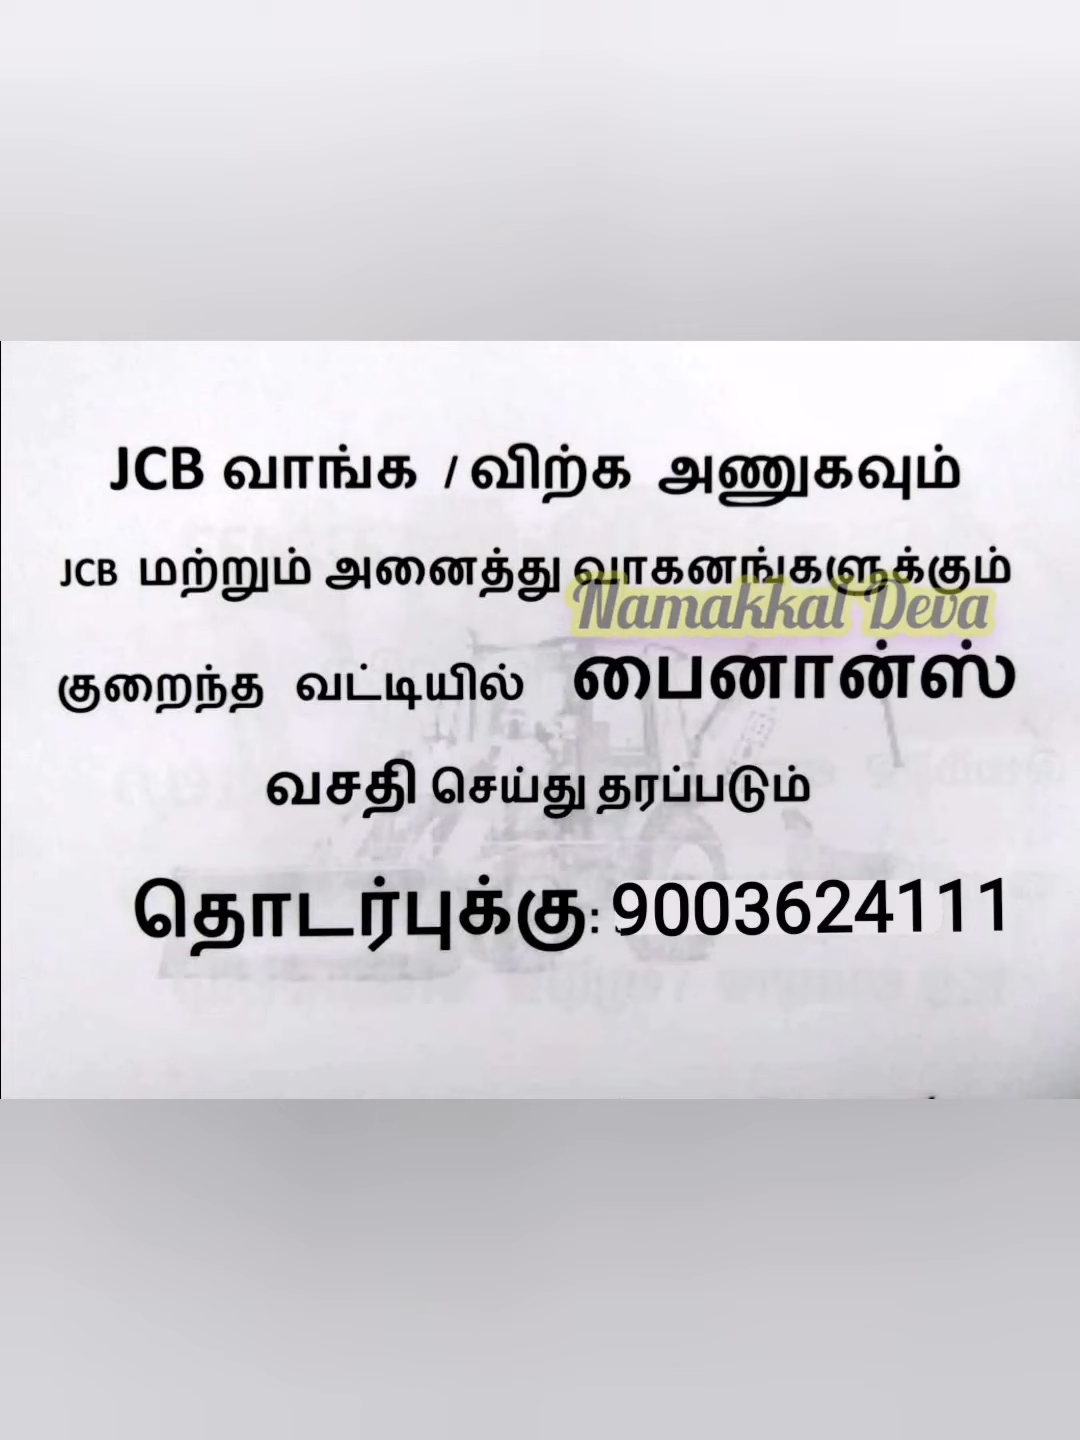 JCB வாங்க / விற்க அணுகவும்
JCB மற்றும் அனைத்து வாகனங்களுக்கும்
Namakkal Deva
குறைந்த வட்டியில் பைனான்ஸ்
வசதி செய்து தரப்படும்
தொடர்புக்கு: 9003624111